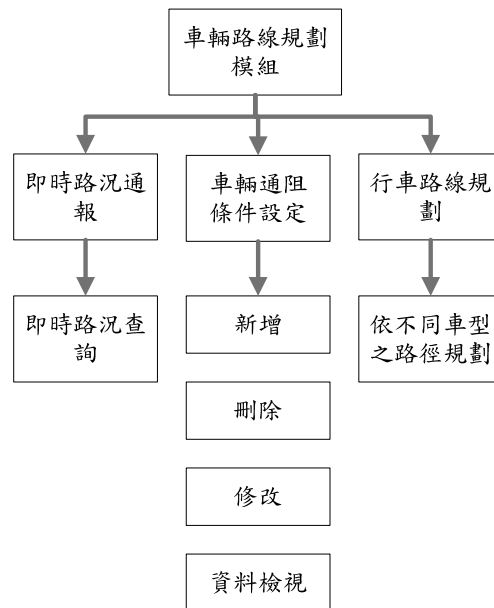 車輛路線規劃
模組
即時路況通
報
車輛通阻
條件設定
行車路線規
劃
即時路況查
詢
新增
依不同車型
之路徑規劃
刪除
修改
資料檢視